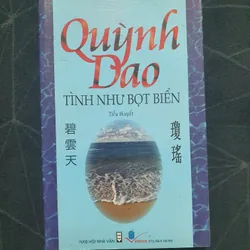 Quỳnh
Dao
TÌNH NHƯ BỌT BIỂN
Tiểu thuyết
碧雲天
瓊瑤